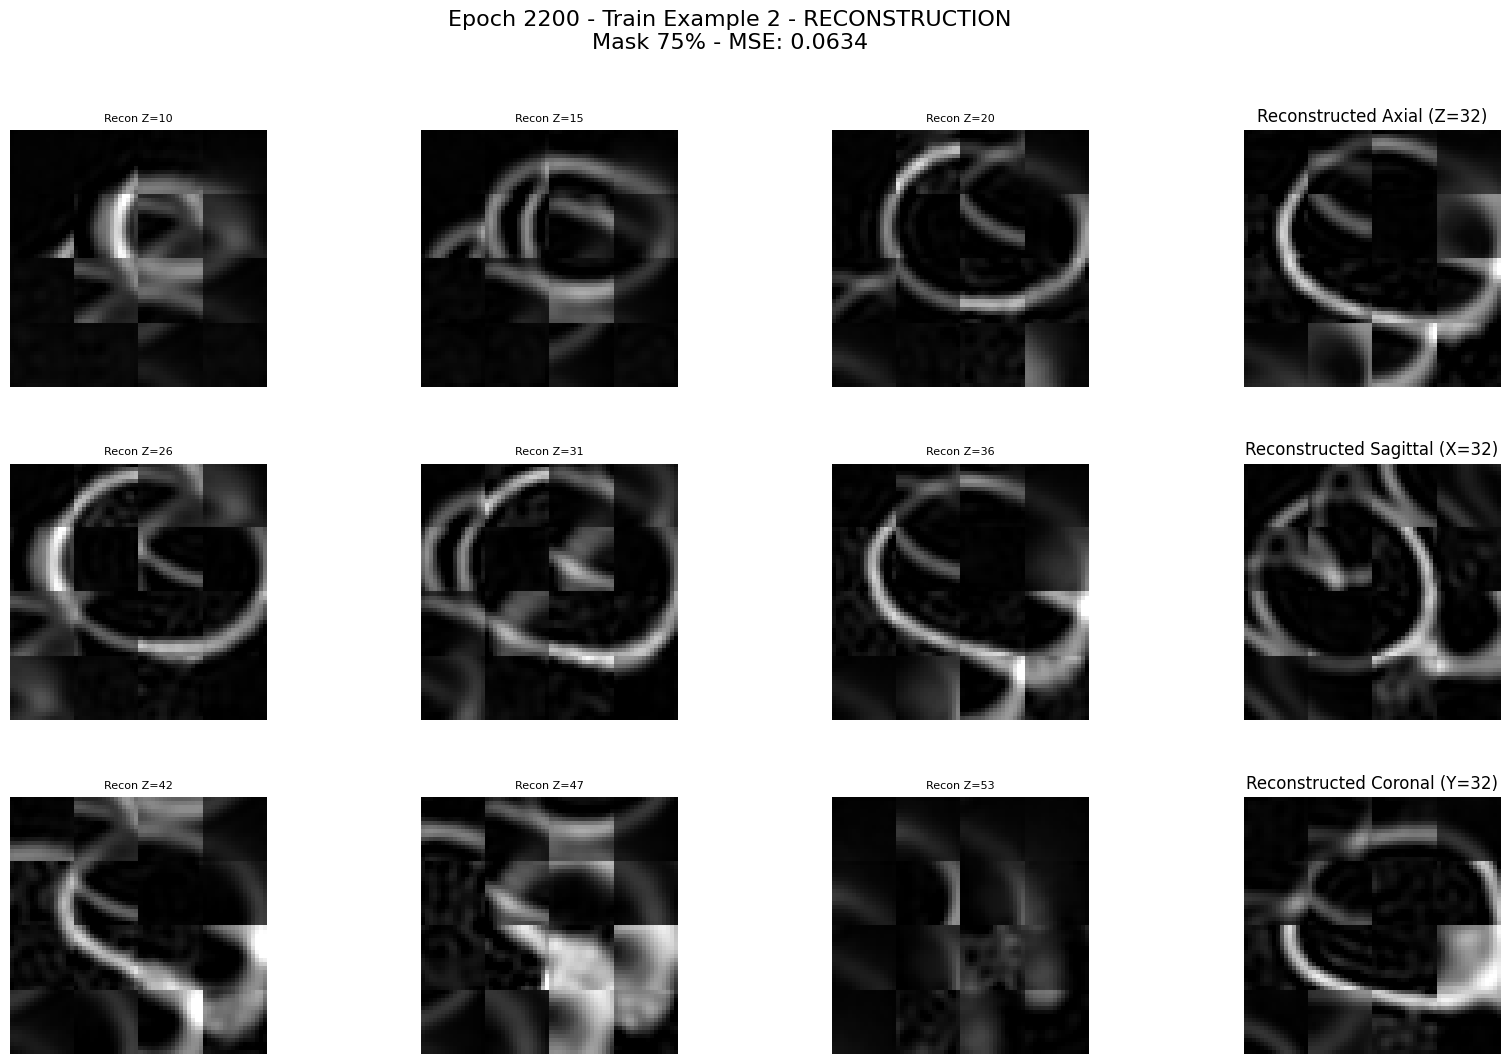 Epoch 2200 - Train Example 2 - RECONSTRUCTION
Mask 75% - MSE: 0.0634
Recon Z=10
Recon Z=15
Recon Z=20
Reconstructed Axial (Z=32)
Recon Z=26
Recon Z=31
Recon Z=36
Reconstructed Sagittal (X=32)
Recon Z=42
Recon Z=47
Recon Z=53
Reconstructed Coronal (Y=32)